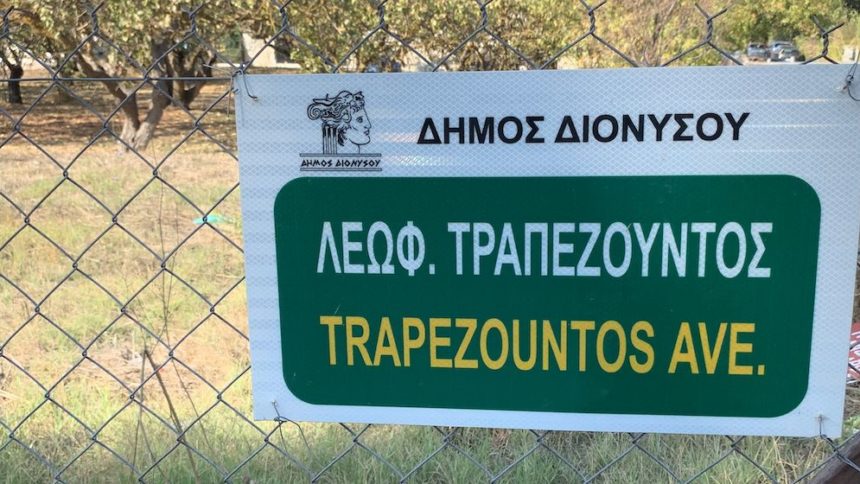 ΔΗΜΟΣ ΔΙΟΝΥΣΟΥ
ΔΗΜΟΣ ΔΙΟΝΥΣΟΥ
ΛΕΩΦ. ΤΡΑΠΕΖΟΥΝΤΟΣ
TRAPEZOUNTOS AVE.